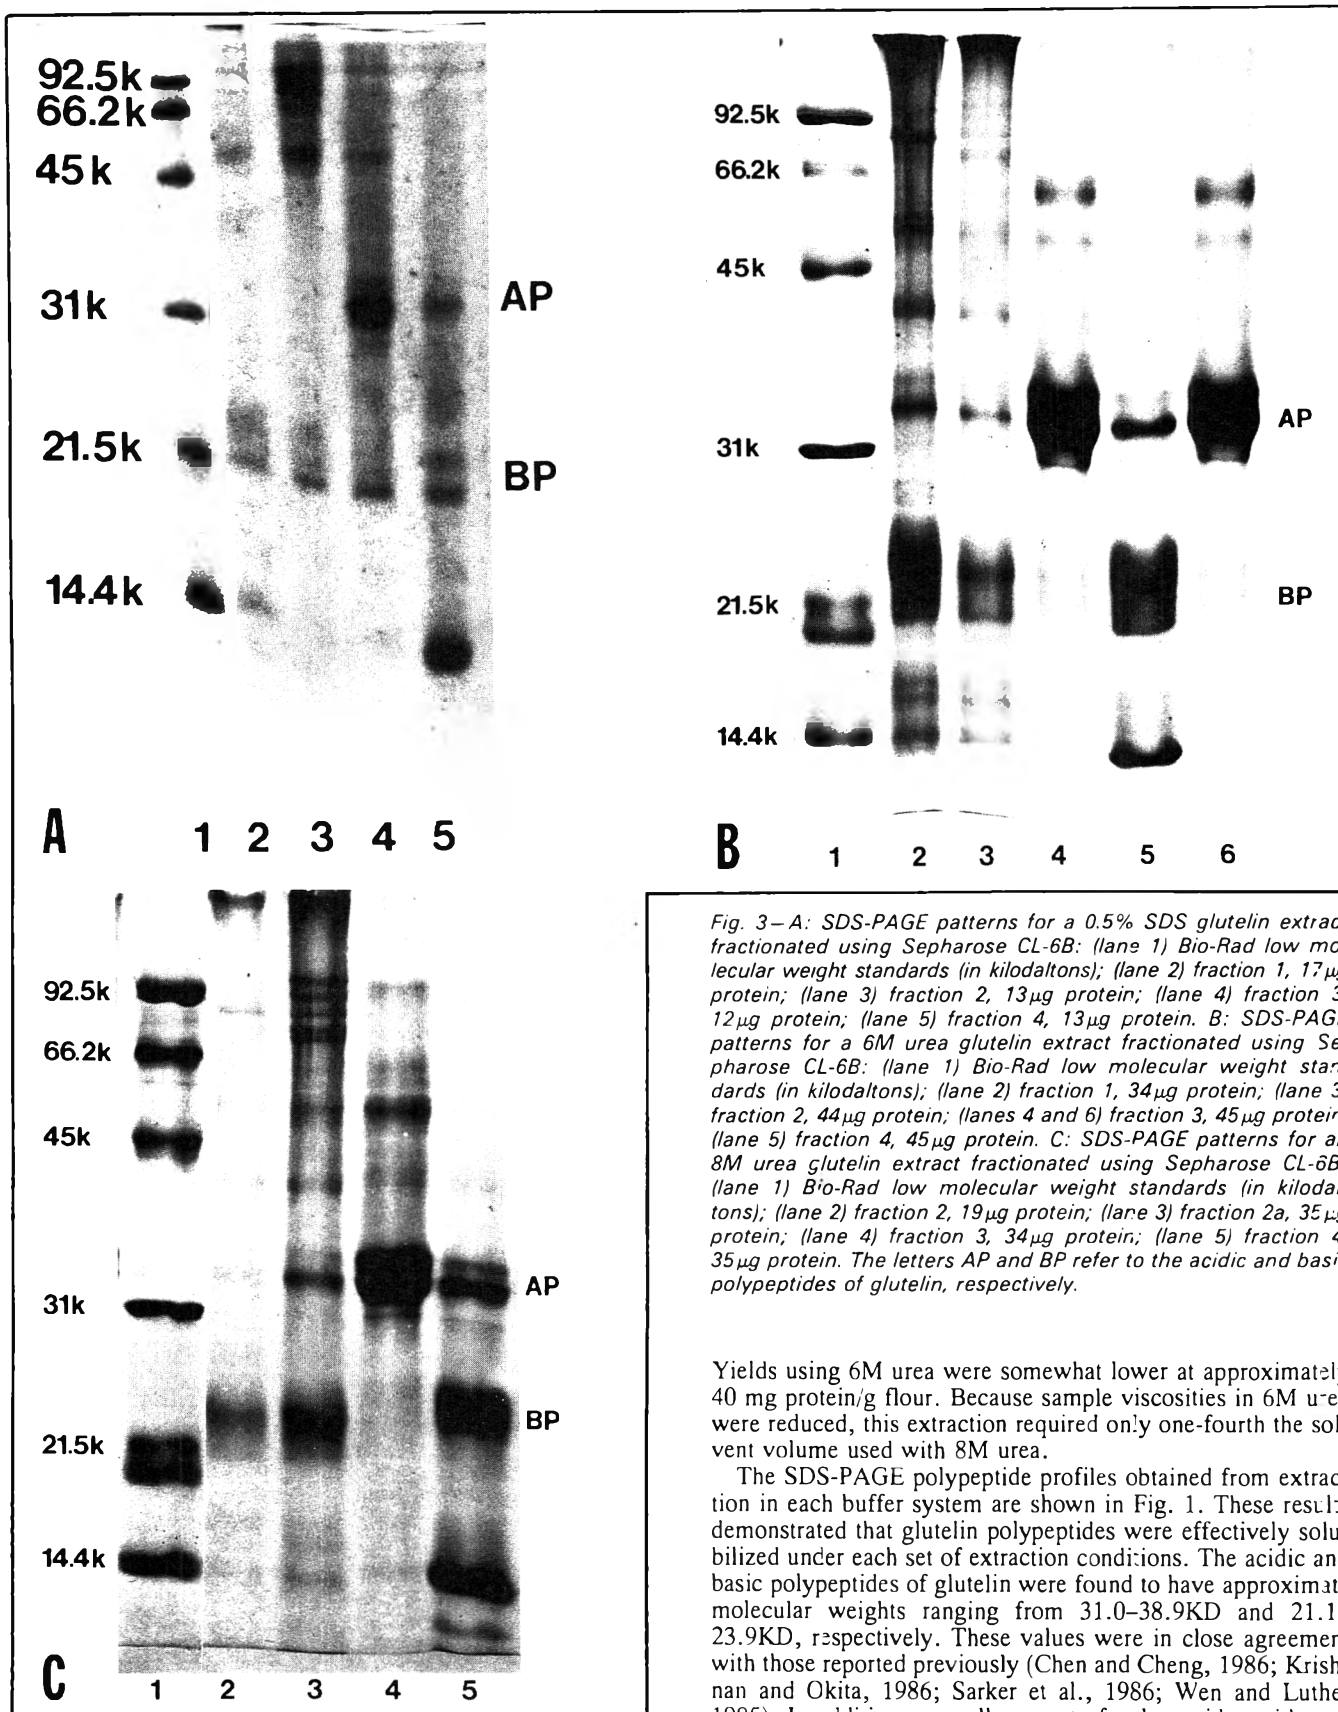 92.5k
66.2k
45k
31k
21.5k
14.4k
AP
BP
A
1 2 3 4 5
92.5k
66.2k
45k
31k
21.5k
14.4k
AP
BP
B
1 2 3 4 5 6
92.5k
66.2k
45k
31k
21.5k
14.4k
AP
BP
C
1 2 3 4 5
Fig. 3–A: SDS-PAGE patterns for a 0.5% SDS glutelin extrac
fractionated using Sepharose CL-6B: (lane 1) Bio-Rad low mo
lecular weight standards (in kilodaltons); (lane 2) fraction 1, 17µg
protein; (lane 3) fraction 2, 13µg protein; (lane 4) fraction 3
12µg protein; (lane 5) fraction 4, 13µg protein. B: SDS-PAG
patterns for a 6M urea glutelin extract fractionated using Se
pharose CL-6B: (lane 1) Bio-Rad low molecular weight stan
dards (in kilodaltons); (lane 2) fraction 1, 34µg protein; (lane 3
fraction 2, 44µg protein; (lanes 4 and 6) fraction 3, 45µg protein
(lane 5) fraction 4, 45µg protein. C: SDS-PAGE patterns for a
8M urea glutelin extract fractionated using Sepharose CL-6B
(lane 1) Bio-Rad low molecular weight standards (in kilodal
tons); (lane 2) fraction 2, 19µg protein; (lane 3) fraction 2a, 35µg
protein; (lane 4) fraction 3, 34µg protein; (lane 5) fraction 4
35µg protein. The letters AP and BP refer to the acidic and basi
polypeptides of glutelin, respectively.
Yields using 6M urea were somewhat lower at approximatel
40 mg protein/g flour. Because sample viscosities in 6M ure
were reduced, this extraction required only one-fourth the sol
vent volume used with 8M urea.
The SDS-PAGE polypeptide profiles obtained from extrac
tion in each buffer system are shown in Fig. 1. These result
demonstrated that glutelin polypeptides were effectively solu
bilized under each set of extraction conditions. The acidic an
basic polypeptides of glutelin were found to have approximat
molecular weights ranging from 31.0–38.9KD and 21.1
23.9KD, respectively. These values were in close agreemen
with those reported previously (Chen and Cheng, 1986; Krish
nan and Okita, 1986; Sarker et al., 1986; Wen and Luthe